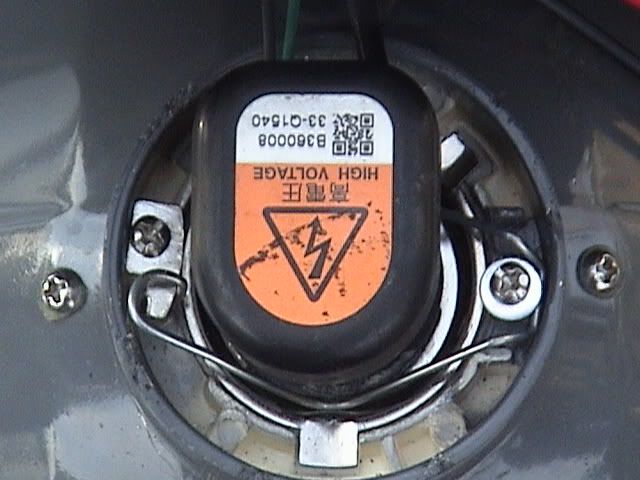 高電圧
HIGH VOLTAGE
B360008
33-Q1540